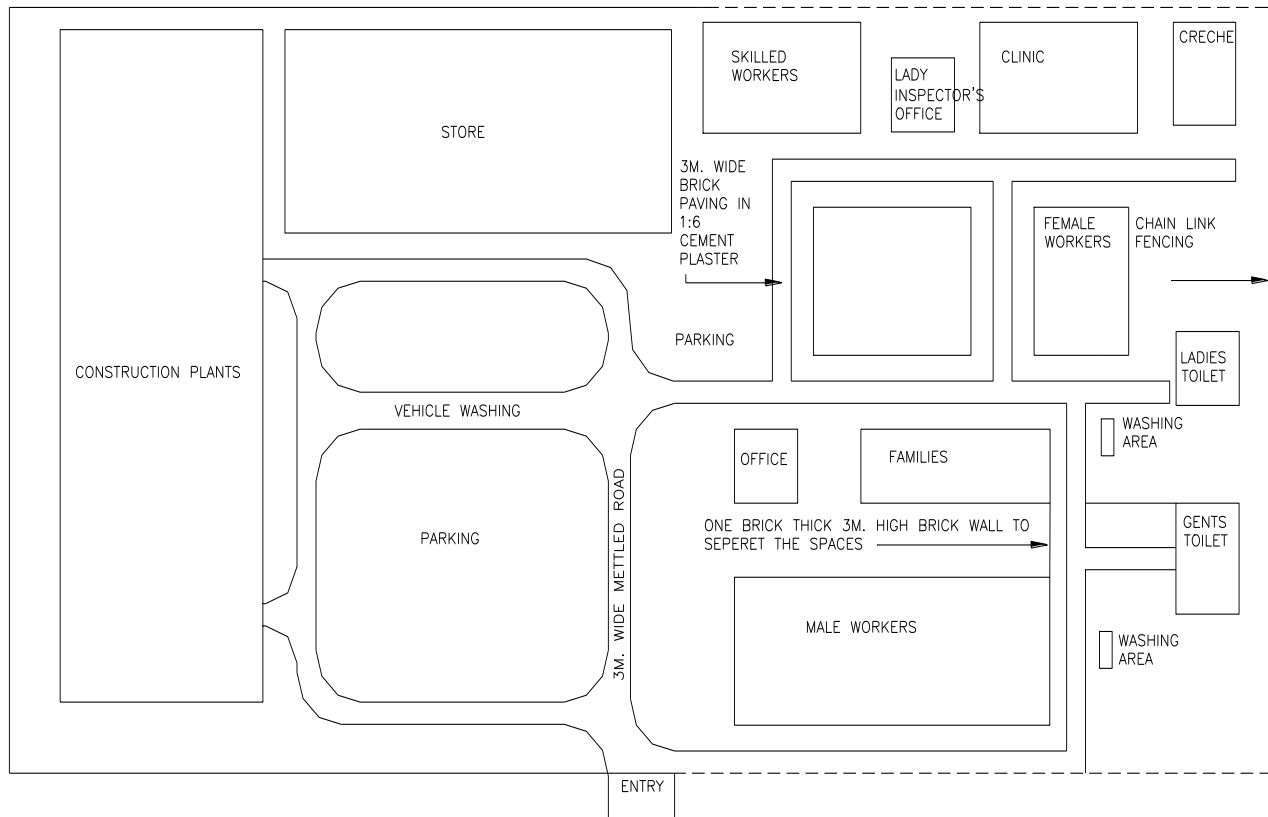 CRECHE
SKILLED
WORKERS
CLINIC
LADY
INSPECTOR'S
OFFICE
STORE
3M. WIDE
BRICK
PAVING IN
1:6
CEMENT
PLASTER
FEMALE
WORKERS
CHAIN LINK
FENCING
PARKING
LADIES
TOILET
CONSTRUCTION PLANTS
VEHICLE WASHING
WASHING
AREA
OFFICE
FAMILIES
3M. WIDE METTLED ROAD
ONE BRICK THICK 3M. HIGH BRICK WALL TO
SEPERET THE SPACES
GENTS
TOILET
PARKING
MALE WORKERS
WASHING
AREA
ENTRY